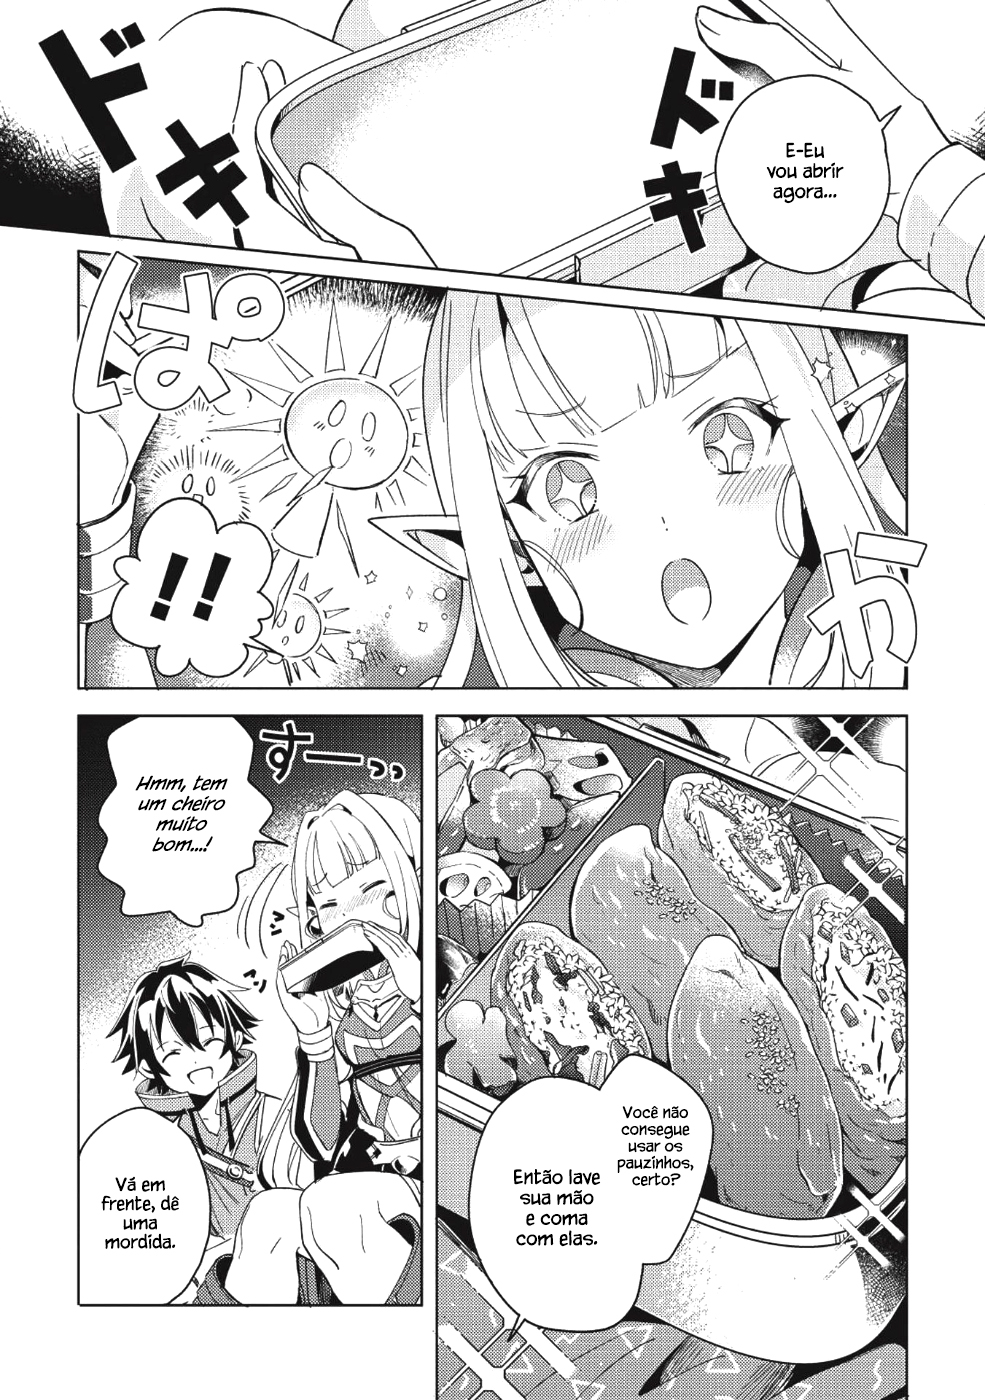 ドキ
ドキ
E-Eu
vou abrir
agora...
ぱ
か
!!
Você não
consegue
usar os
pauzinhos,
certo?
Então lave
sua mão
e coma
com elas.
すーっ
Hmm, tem
um cheiro
muito
bom...!
Vá em
frente, dê
uma
mordida.